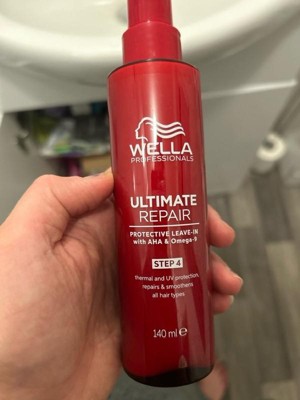 WELLA
PROFESSIONALS
ULTIMATE
REPAIR
PROTECTIVE LEAVE-IN
with AHA & Omega-9
STEP 4
thermal and UV protection,
repairs & smoothens
all hair types
140 ml e